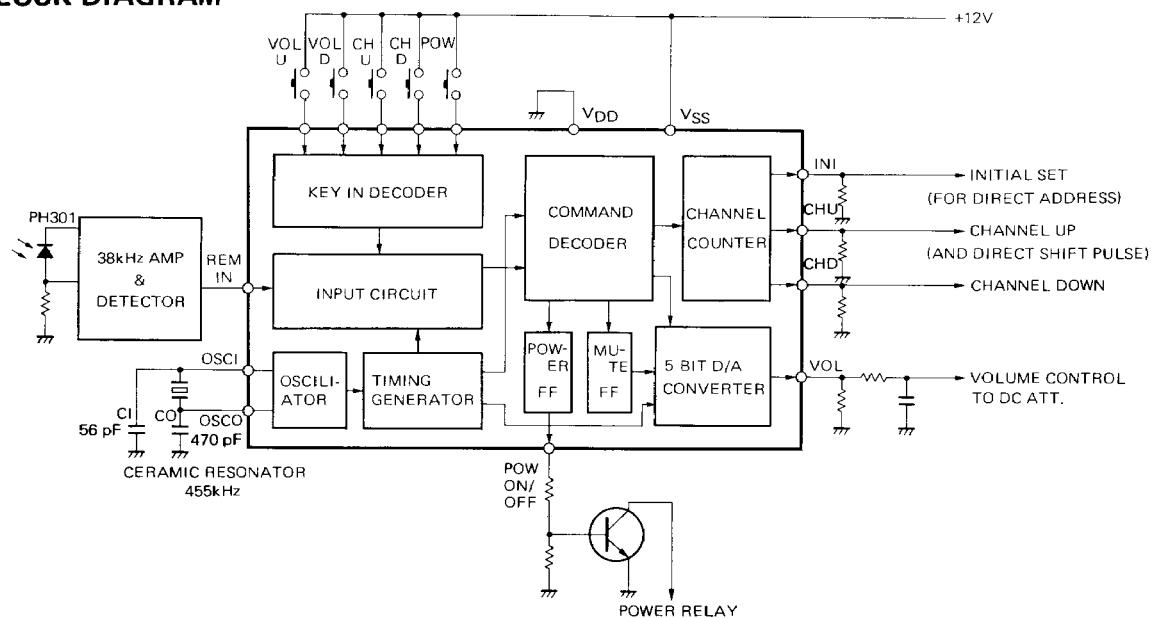 +12V
VOL U
VOL D
CH U
CH D
POW
VDD
VSS
KEY IN DECODER
COMMAND
DECODER
CHANNEL
COUNTER
INI
INITIAL SET
(FOR DIRECT ADDRESS)
CHU
CHANNEL UP
(AND DIRECT SHIFT PULSE)
CHD
CHANNEL DOWN
PH301
38kHz AMP
&
DETECTOR
REM
IN
INPUT CIRCUIT
OSCI
OSCILI-
ATOR
TIMING
GENERATOR
POW-
ER
FF
MU-
TE
FF
5 BIT D/A
CONVERTER
VOL
VOLUME CONTROL
TO DC ATT.
CI
56 pF
CO
OSCO
470 pF
CERAMIC RESONATOR
455kHz
POW
ON/
OFF
POWER RELAY